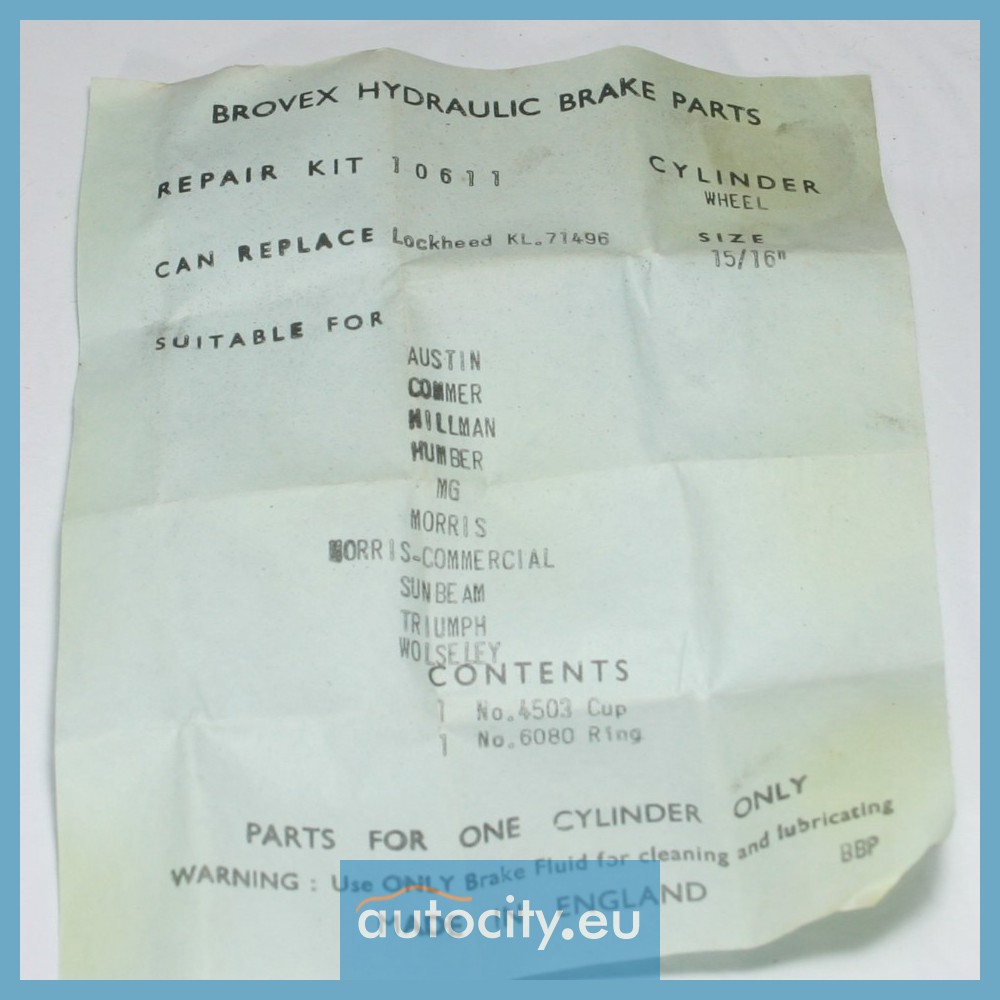 BROVEX HYDRAULIC BRAKE PARTS
REPAIR KIT 10611
CYLINDER
WHEEL
CAN REPLACE Lockheed KL.71496
SIZE
15/16"
SUITABLE FOR
AUSTIN
COMMER
HILLMAN
HUMBER
MG
MORRIS
MORRIS-COMMERCIAL
SUNBEAM
TRIUMPH
WOLSELEY
CONTENTS
1 No.4503 Cup
1 No.6080 Ring
PARTS FOR ONE CYLINDER ONLY
WARNING : Use ONLY Brake Fluid for cleaning and lubricating
BBP
MADE IN ENGLAND
autocity.eu